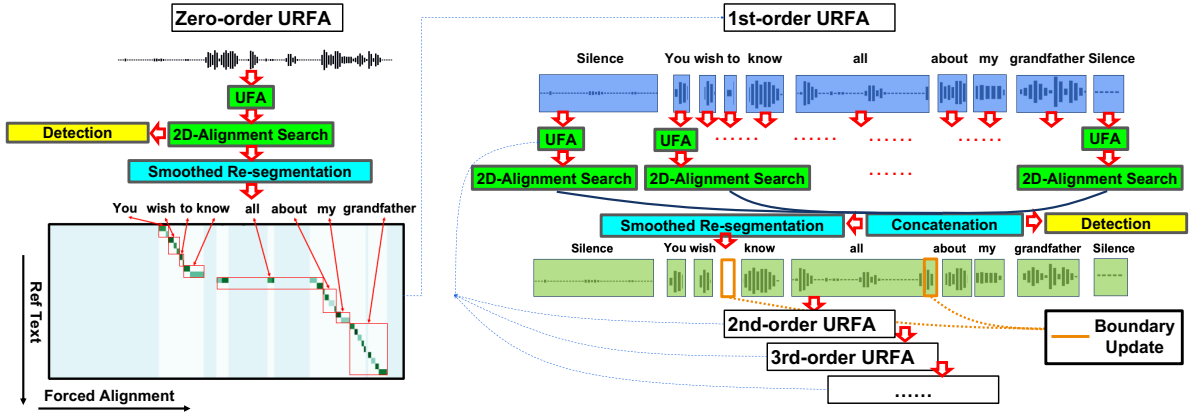 Zero-order URFA
UFA
2D-Alignment Search
Detection
Smoothed Re-segmentation
You wish to know all about my grandfather
Ref Text
Forced Alignment
1st-order URFA
Silence You wish to know all about my grandfather Silence
UFA UFA ...... ...... ...... UFA
......
2D-Alignment Search 2D-Alignment Search 2D-Alignment Search
......
Smoothed Re-segmentation Concatenation Detection
Silence You wish know all about my grandfather Silence
2nd-order URFA
3rd-order URFA
......
Boundary
Update